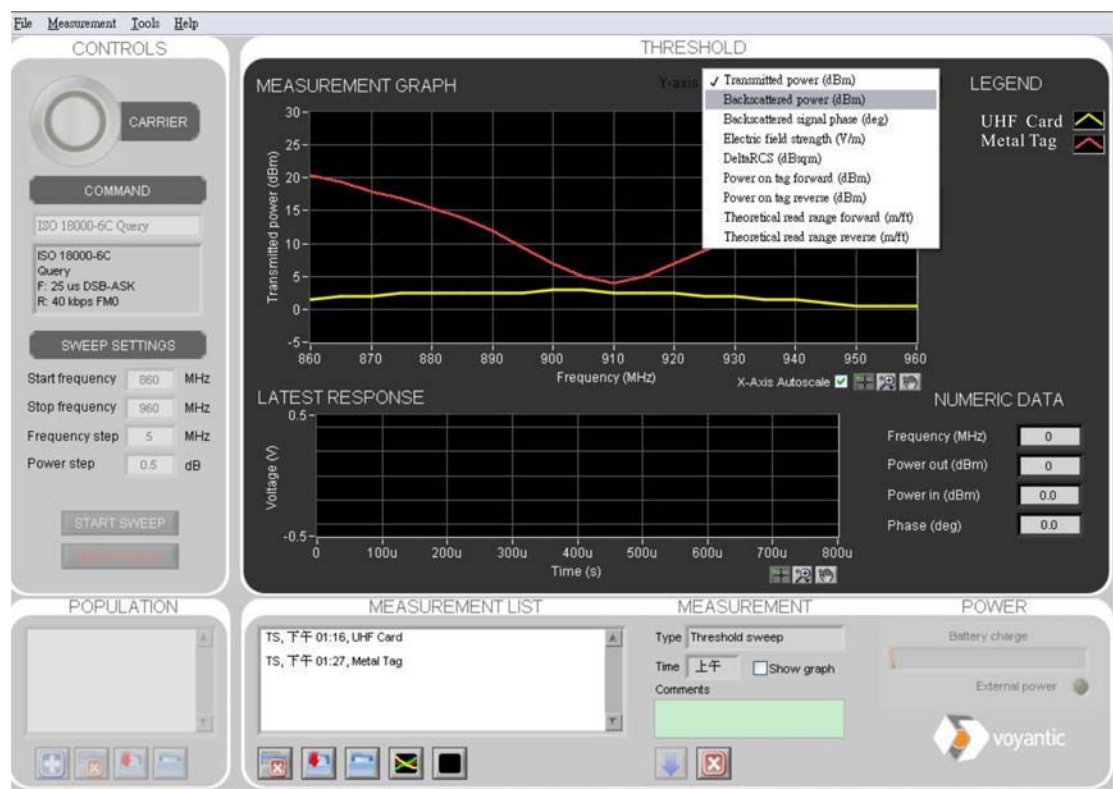 File Measurement Tools Help
CONTROLS
CARRIER
COMMAND
ISO 18000-6C Query
ISO 18000-6C
Query
F: 25 us DSB-ASK
R: 40 kbps FM0
SWEEP SETTINGS
Start frequency 860 MHz
Stop frequency 960 MHz
Frequency step 5 MHz
Power step 0.5 dB
START SWEEP
THRESHOLD
MEASUREMENT GRAPH
Y-axis
✓ Transmitted power (dBm)
Backscattered power (dBm)
Backscattered signal phase (deg)
Electric field strength (V/m)
DeltaRCS (dBsqm)
Power on tag forward (dBm)
Power on tag reverse (dBm)
Theoretical read range forward (m/ft)
Theoretical read range reverse (m/ft)
LEGEND
UHF Card
Metal Tag
Transmitted power (dBm)
30
25
20
15
10
5
0
-5
860 870 880 890 900 910 920 930 940 950 960
Frequency (MHz)
X-Axis Autoscale
LATEST RESPONSE
Voltage (V)
0.5
-0.5
0 100u 200u 300u 400u 500u 600u 700u 800u
Time (s)
NUMERIC DATA
Frequency (MHz) 0
Power out (dBm) 0
Power in (dBm) 0.0
Phase (deg) 0.0
POPULATION
MEASUREMENT LIST
TS, 下午 01:16, UHF Card
TS, 下午 01:27, Metal Tag
MEASUREMENT
Type Threshold sweep
Time 上午 Show graph
Comments
POWER
Battery charge
External power
voyantic